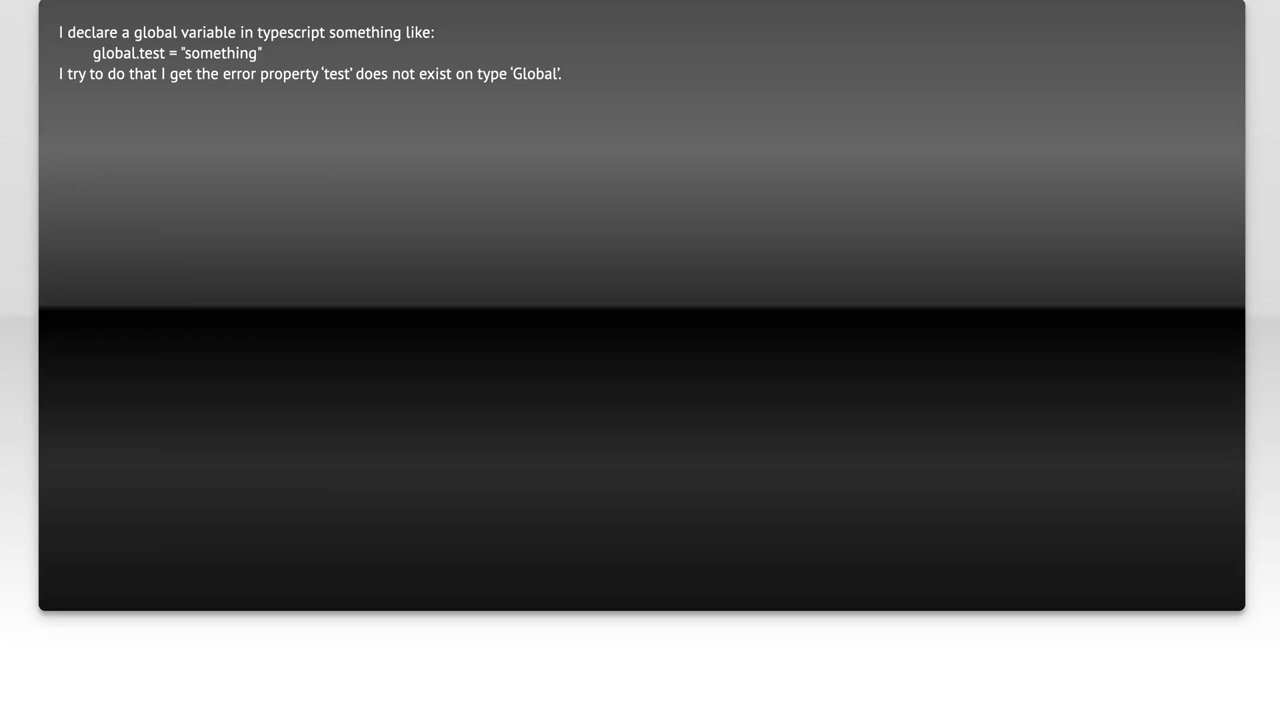 I declare a global variable in typescript something like:
global.test = "something"
I try to do that I get the error property ‘test’ does not exist on type ‘Global’.